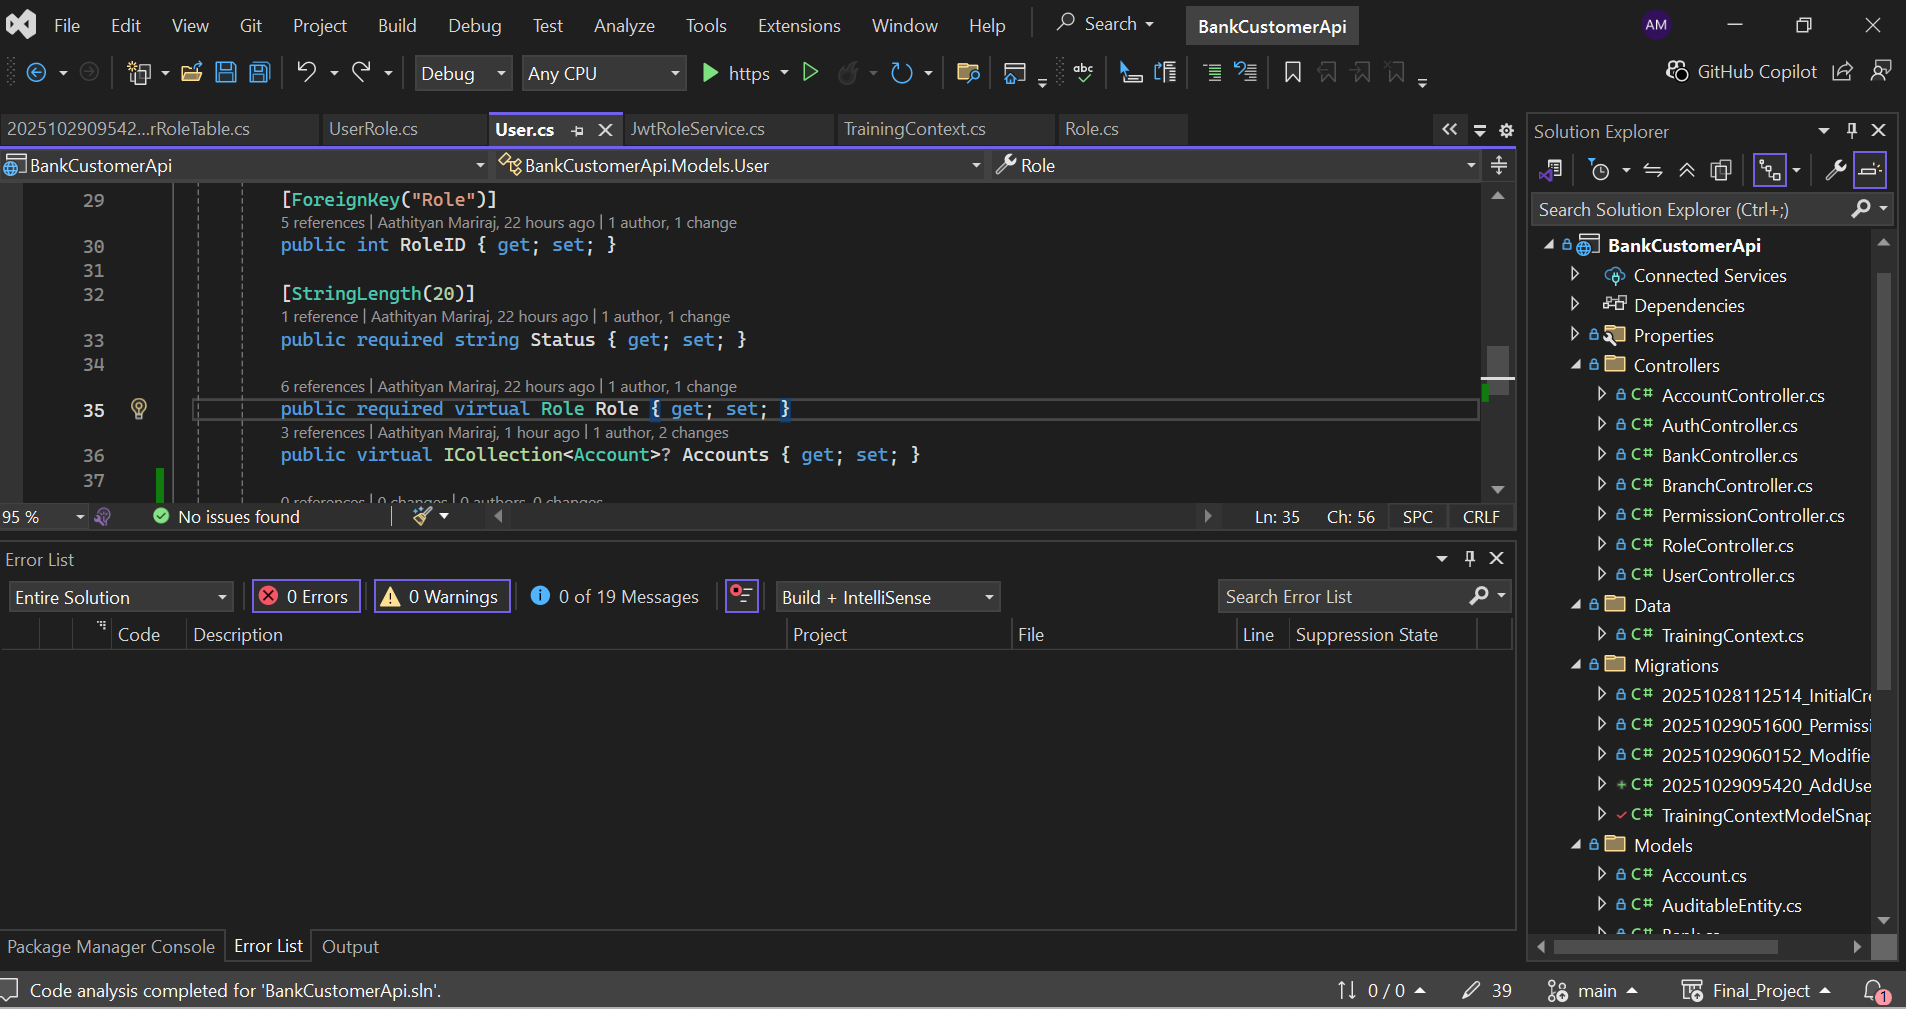 File Edit View Git Project Build Debug Test Analyze Tools Extensions Window Help Search BankCustomerApi AM
Debug Any CPU https GitHub Copilot
2025102909542...rRoleTable.cs UserRole.cs User.cs JwtRoleService.cs TrainingContext.cs Role.cs
BankCustomerApi BankCustomerApi.Models.User Role
29 [ForeignKey("Role")]
5 references | Aathityan Mariraj, 22 hours ago | 1 author, 1 change
30 public int RoleID { get; set; }
31
32 [StringLength(20)]
1 reference | Aathityan Mariraj, 22 hours ago | 1 author, 1 change
33 public required string Status { get; set; }
34
6 references | Aathityan Mariraj, 22 hours ago | 1 author, 1 change
35 public required virtual Role Role { get; set; }
3 references | Aathityan Mariraj, 1 hour ago | 1 author, 2 changes
36 public virtual ICollection<Account>? Accounts { get; set; }
37
0 references | 0 changes | 0 authors, 0 changes
95 % No issues found Ln: 35 Ch: 56 SPC CRLF
Error List
Entire Solution 0 Errors 0 Warnings 0 of 19 Messages Build + IntelliSense Search Error List
Code Description Project File Line Suppression State
Package Manager Console Error List Output
Solution Explorer
Search Solution Explorer (Ctrl+;)
BankCustomerApi
Connected Services
Dependencies
Properties
Controllers
C# AccountController.cs
C# AuthController.cs
C# BankController.cs
C# BranchController.cs
C# PermissionController.cs
C# RoleController.cs
C# UserController.cs
Data
C# TrainingContext.cs
Migrations
C# 20251028112514_InitialCre
C# 20251029051600_Permissi
C# 20251029060152_Modifie
C# 20251029095420_AddUse
C# TrainingContextModelSnap
Models
C# Account.cs
C# AuditableEntity.cs
Code analysis completed for 'BankCustomerApi.sln'. 0 / 0 39 main Final_Project 1